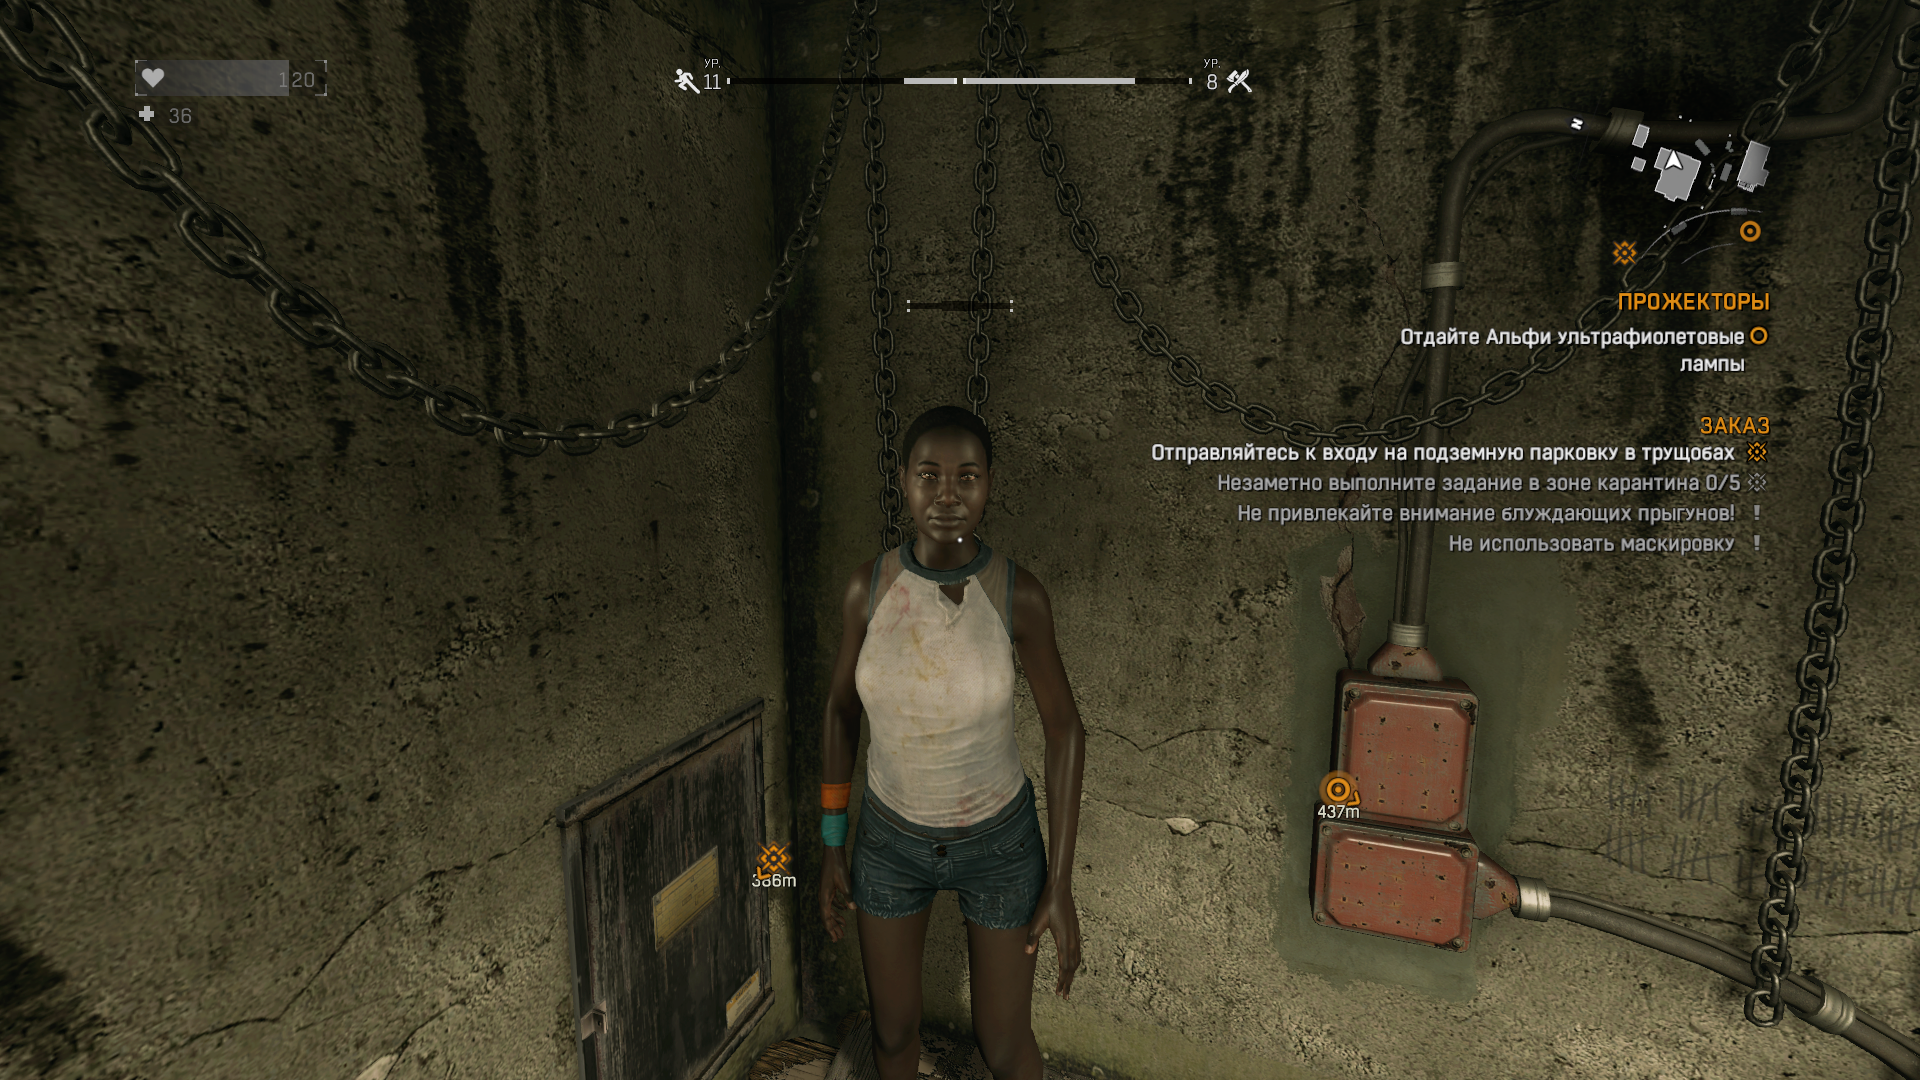 120
36
УР.
11
УР.
8
N
ПРОЖЕКТОРЫ
Отдайте Альфи ультрафиолетовые
лампы
ЗАКАЗ
Отправляйтесь к входу на подземную парковку в трущобах
Незаметно выполните задание в зоне карантина 0/5
Не привлекайте внимание блуждающих прыгунов! !
Не использовать маскировку !
437m
386m